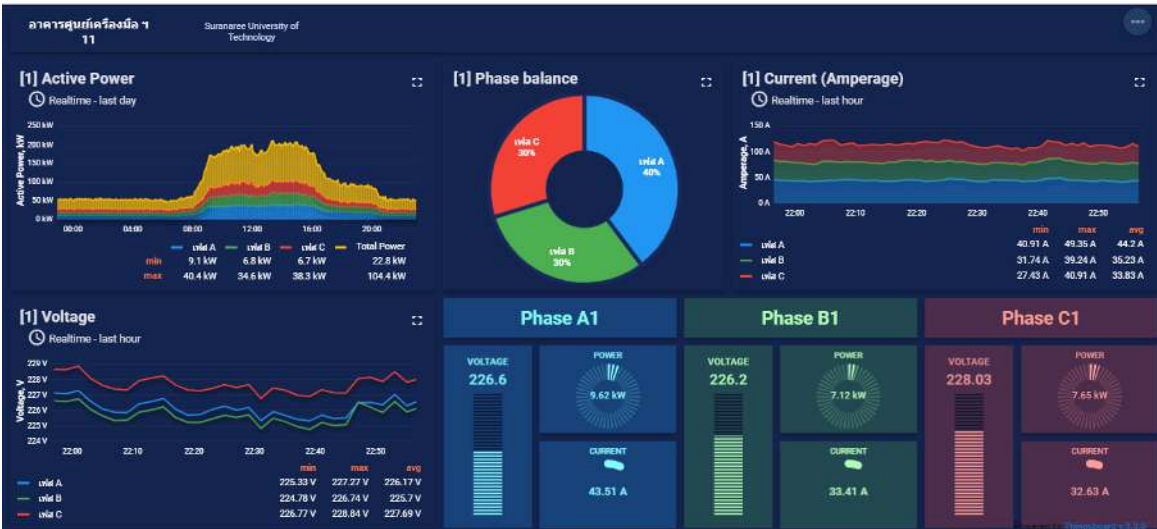 อาคารศูนย์เครื่องมือ ฯ
11
Suranaree University of
Technology
[1] Active Power
Realtime - last day
Active Power, kW
250 kW
200 kW
150 kW
100 kW
50 kW
0 kW
00:00 04:00 08:00 12:00 16:00 20:00
เฟส A เฟส B เฟส C Total Power
min 9.1 kW 6.8 kW 6.7 kW 22.8 kW
max 40.4 kW 34.6 kW 38.3 kW 104.4 kW
[1] Phase balance
เฟส C
30%
เฟส A
40%
เฟส B
30%
[1] Current (Amperage)
Realtime - last hour
Amperage, A
150 A
100 A
50 A
0 A
22:00 22:10 22:20 22:30 22:40 22:50
min max avg
เฟส A 40.91 A 49.35 A 44.2 A
เฟส B 31.74 A 39.24 A 35.23 A
เฟส C 27.43 A 40.91 A 33.83 A
[1] Voltage
Realtime - last hour
Voltage, V
229 V
228 V
227 V
226 V
225 V
224 V
22:00 22:10 22:20 22:30 22:40 22:50
min max avg
เฟส A 225.33 V 227.27 V 226.17 V
เฟส B 224.78 V 226.74 V 225.7 V
เฟส C 226.77 V 228.84 V 227.69 V
Phase A1
VOLTAGE
226.6
POWER
9.62 kW
CURRENT
43.51 A
Phase B1
VOLTAGE
226.2
POWER
7.12 kW
CURRENT
33.41 A
Phase C1
VOLTAGE
228.03
POWER
7.65 kW
CURRENT
32.63 A